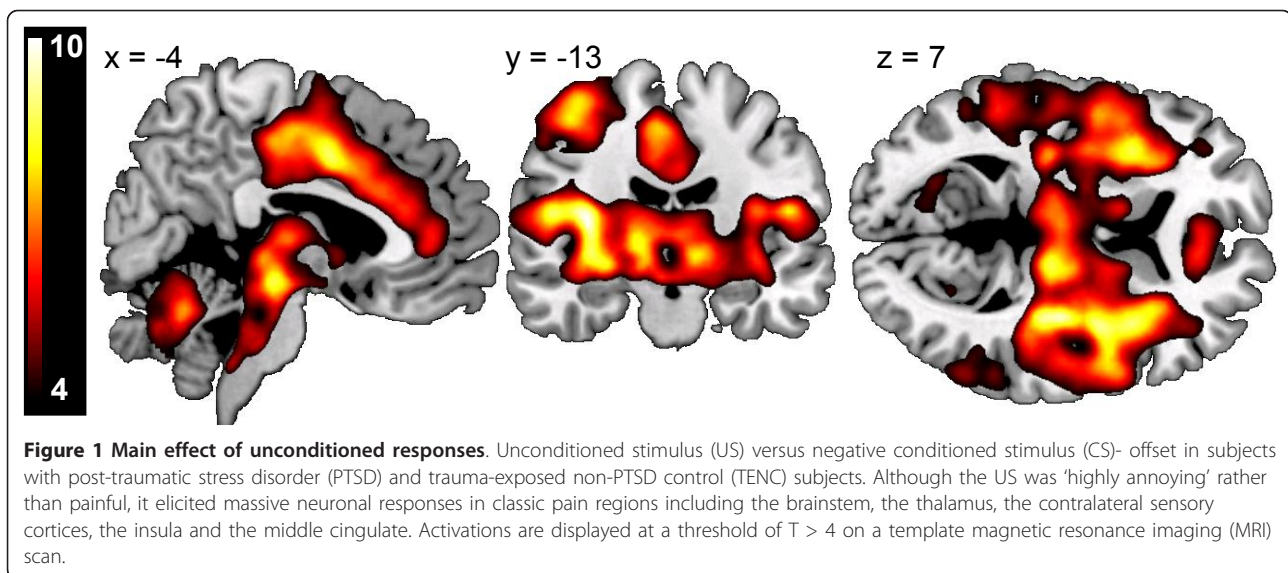 10
x = -4
y = -13
z = 7
4
Figure 1 Main effect of unconditioned responses. Unconditioned stimulus (US) versus negative conditioned stimulus (CS)- offset in subjects
with post-traumatic stress disorder (PTSD) and trauma-exposed non-PTSD control (TENC) subjects. Although the US was ‘highly annoying’ rather
than painful, it elicited massive neuronal responses in classic pain regions including the brainstem, the thalamus, the contralateral sensory
cortices, the insula and the middle cingulate. Activations are displayed at a threshold of T > 4 on a template magnetic resonance imaging (MRI)
scan.